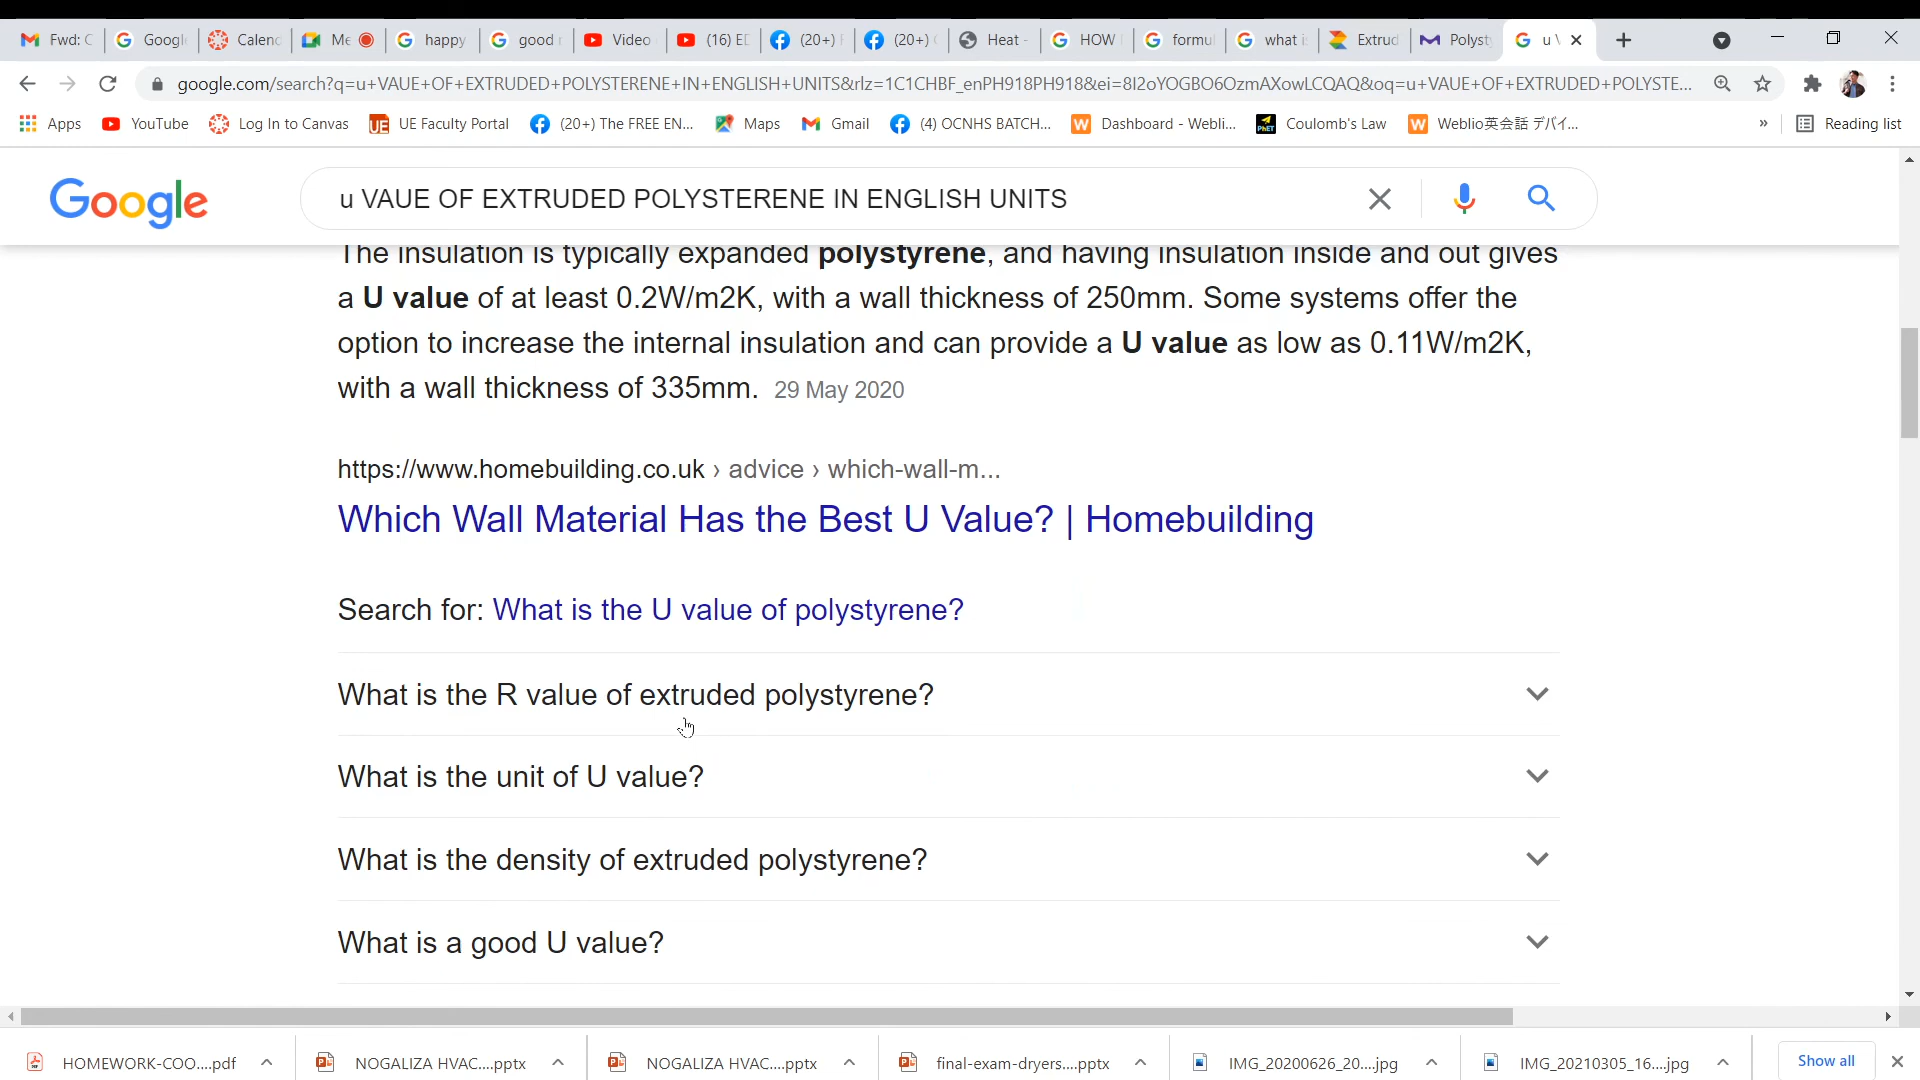 Fwd: C
Googl
Calend
Me
happy
good
Video
(16) E
(20+)
(20+)
Heat -
HOW
formu
what i
Extrud
Polyst
u
google.com/search?q=u+VAUE+OF+EXTRUDED+POLYSTERENE+IN+ENGLISH+UNITS&rlz=1C1CHBF_enPH918PH918&ei=8I2oYOGBO6OzmAXowLCQAQ&oq=u+VAUE+OF+EXTRUDED+POLYSTE...
Apps
YouTube
Log In to Canvas
UE Faculty Portal
(20+) The FREE EN...
Maps
Gmail
(4) OCNHS BATCH...
Dashboard - Webli...
Coulomb's Law
Weblio英会話 デバイ...
»
Reading list
Google
u VAUE OF EXTRUDED POLYSTERENE IN ENGLISH UNITS
The insulation is typically expanded polystyrene, and having insulation inside and out gives
a U value of at least 0.2W/m2K, with a wall thickness of 250mm. Some systems offer the
option to increase the internal insulation and can provide a U value as low as 0.11W/m2K,
with a wall thickness of 335mm. 29 May 2020
https://www.homebuilding.co.uk › advice › which-wall-m...
Which Wall Material Has the Best U Value? | Homebuilding
Search for: What is the U value of polystyrene?
What is the R value of extruded polystyrene?
What is the unit of U value?
What is the density of extruded polystyrene?
What is a good U value?
HOMEWORK-COO....pdf
NOGALIZA HVAC....pptx
NOGALIZA HVAC....pptx
final-exam-dryers....pptx
IMG_20200626_20....jpg
IMG_20210305_16....jpg
Show all